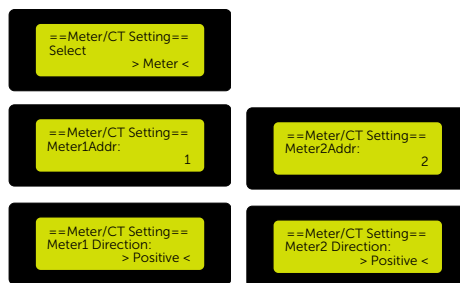 ==Meter/CT Setting==
Select
> Meter <
==Meter/CT Setting==
Meter1Addr:
1
==Meter/CT Setting==
Meter2Addr:
2
==Meter/CT Setting==
Meter1 Direction:
> Positive <
==Meter/CT Setting==
Meter2 Direction:
> Positive <